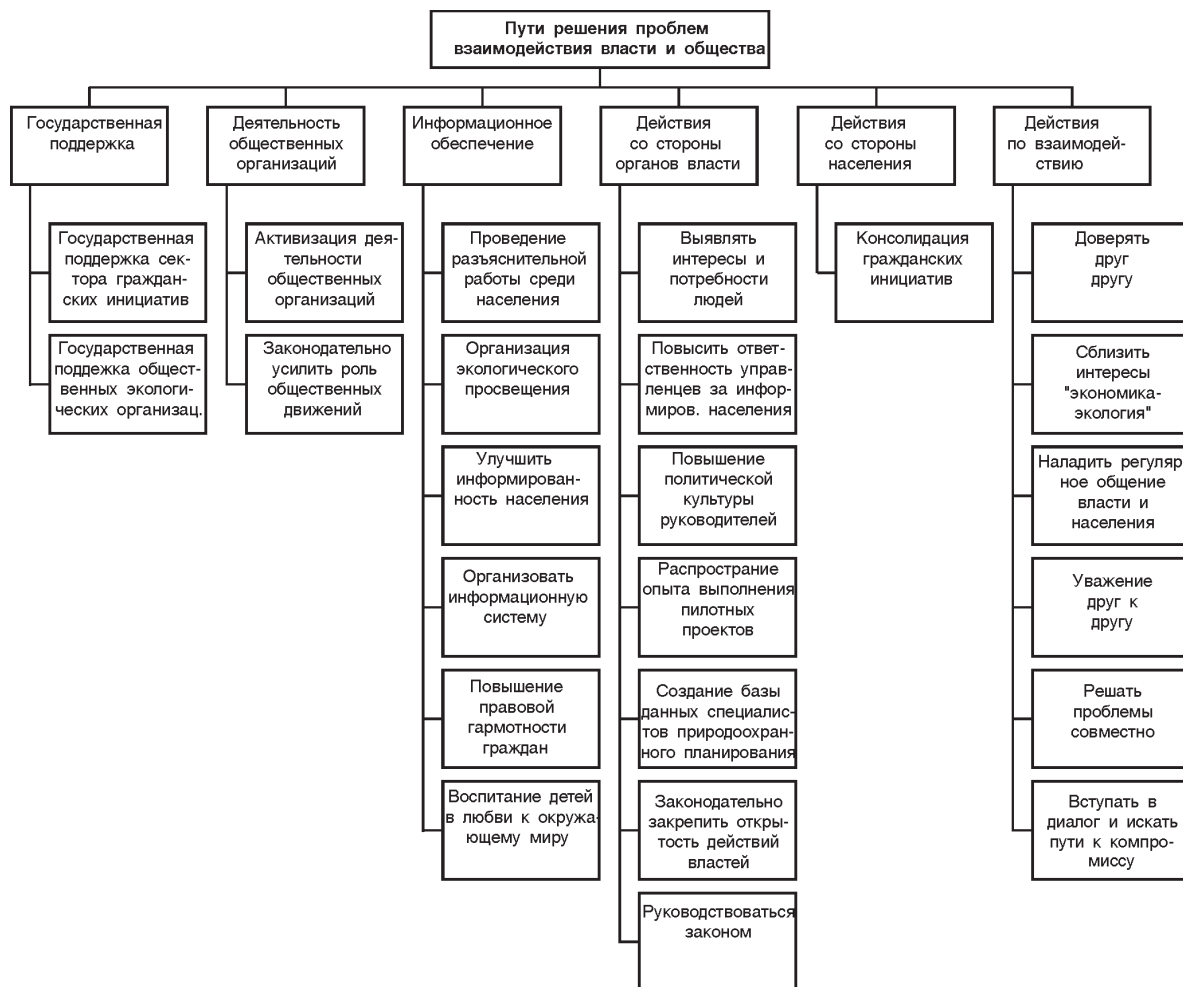 Пути решения проблем
взаимодействия власти и общества
Государственная
поддержка
Деятельность
общественных
организаций
Информационное
обеспечение
Действия
со стороны
органов власти
Действия
со стороны
населения
Действия
по взаимодей-
ствию
Государственная
поддержка сек-
тора граждан-
ских инициатив
Государственная
поддежка общест-
венных экологи-
ческих организац.
Активизация дея-
тельности
общественных
организаций
Законодательно
усилить роль
общественных
движений
Проведение
разъяснительной
работы среди
населения
Организация
экологического
просвещения
Улучшить
информирован-
ность населения
Организовать
информационную
систему
Повышение
правовой
гармотности
граждан
Воспитание детей
в любви к окружа-
ющему миру
Выявлять
интересы и
потребности
людей
Повысить ответ-
ственность управ-
ленцев за инфор-
миров. населения
Повышение
политической
культуры
руководителей
Распространие
опыта выполнения
пилотных
проектов
Создание базы
данных специалис-
тов природоохран-
ного планирования
Законодательно
закрепить откры-
тость действий
властей
Руководствоваться
законом
Консолидация
гражданских
инициатив
Доверять
друг
другу
Сблизить
интересы
"экономика-
экология"
Наладить регуляр
ное общение
власти и
населения
Уважение
друг к
другу
Решать
проблемы
совместно
Вступать в
диалог и искать
пути к компро-
миссу